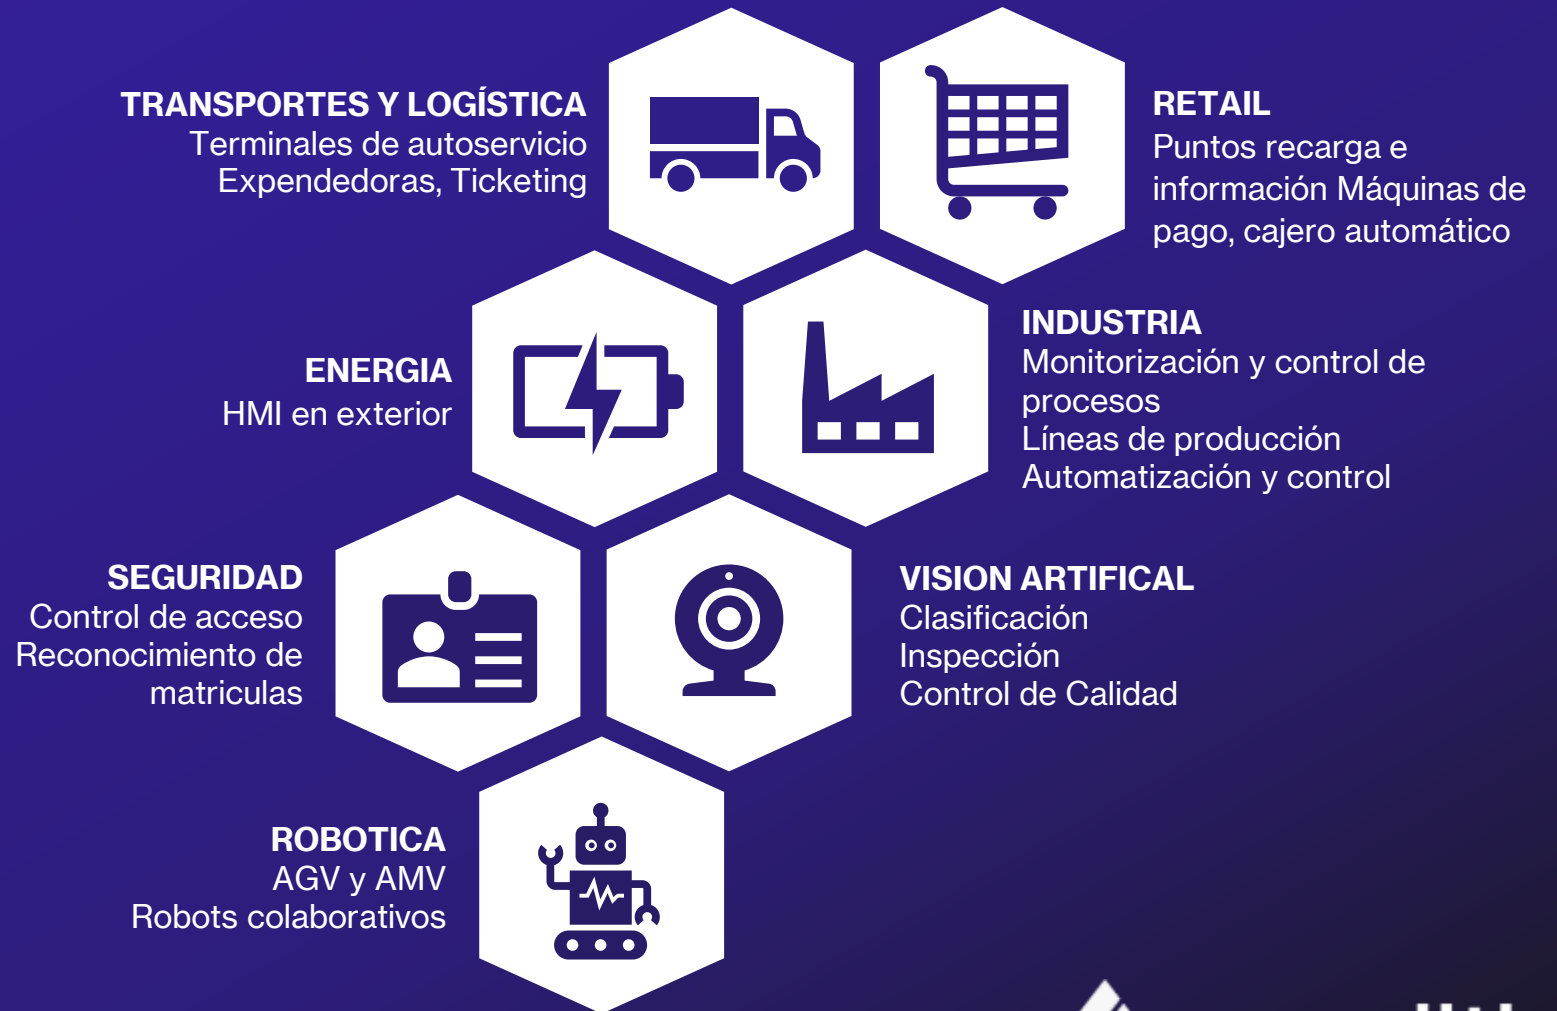 TRANSPORTES Y LOGÍSTICA
Terminales de autoservicio
Expendedoras, Ticketing
RETAIL
Puntos recarga e
información Máquinas de
pago, cajero automático
ENERGIA
HMI en exterior
INDUSTRIA
Monitorización y control de
procesos
Líneas de producción
Automatización y control
SEGURIDAD
Control de acceso
Reconocimiento de
matriculas
VISION ARTIFICAL
Clasificación
Inspección
Control de Calidad
ROBOTICA
AGV y AMV
Robots colaborativos